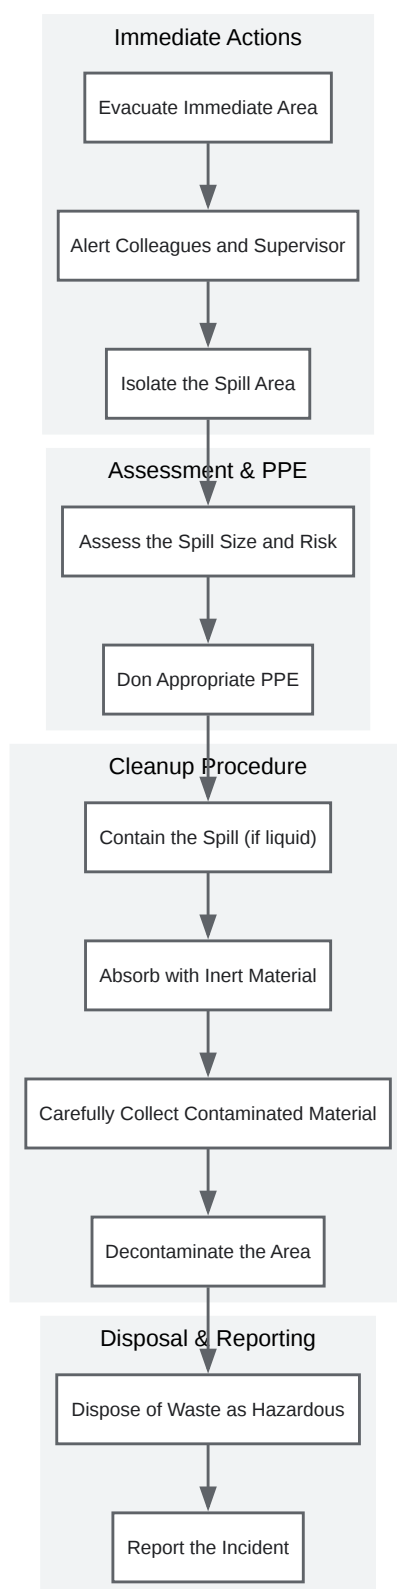 Immediate Actions
Evacuate Immediate Area
Alert Colleagues and Supervisor
Isolate the Spill Area
Assessment & PPE
Assess the Spill Size and Risk
Don Appropriate PPE
Cleanup Procedure
Contain the Spill (if liquid)
Absorb with Inert Material
Carefully Collect Contaminated Material
Decontaminate the Area
Disposal & Reporting
Dispose of Waste as Hazardous
Report the Incident